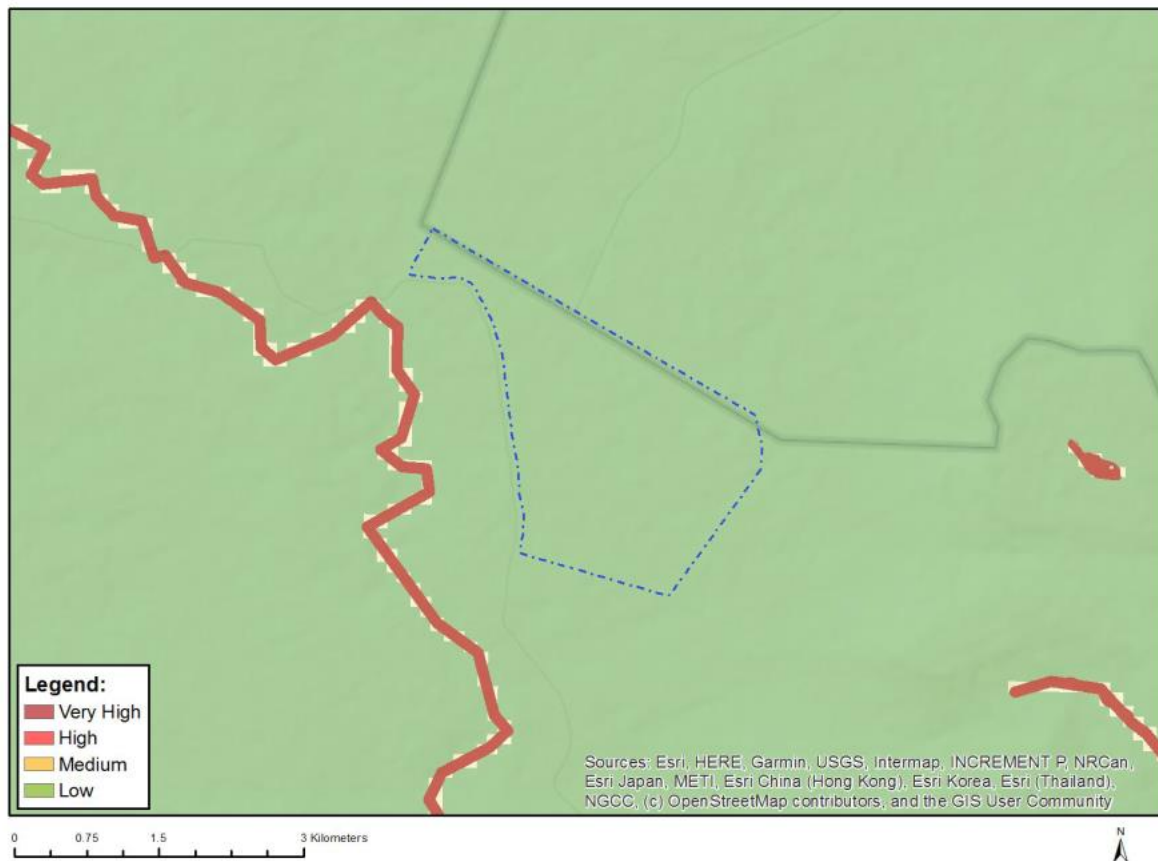 Legend:
Very High
High
Medium
Low
Sources: Esri, HERE, Garmin, USGS, Intermap, INCREMENT P, NRCan,
Esri Japan, METI, Esri China (Hong Kong), Esri Korea, Esri (Thailand),
NGCC, (c) OpenStreetMap contributors, and the GIS User Community
0 0.75 1.5 3 Kilometers
N